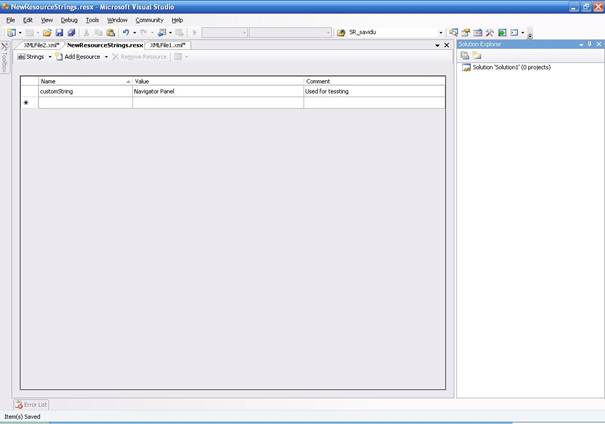 NewResourceStrings.resx - Microsoft Visual Studio
File Edit View Debug Tools Window Community Help
SR_savidu
XMLFile2.xml* NewResourceStrings.resx XMLFile1.xml*
Solution Explorer
Toolbox
Strings Add Resource Remove Resource
Solution 'Solution1' (0 projects)
Name Value Comment
customString Navigator Panel Used for tessting
Error List
Item(s) Saved